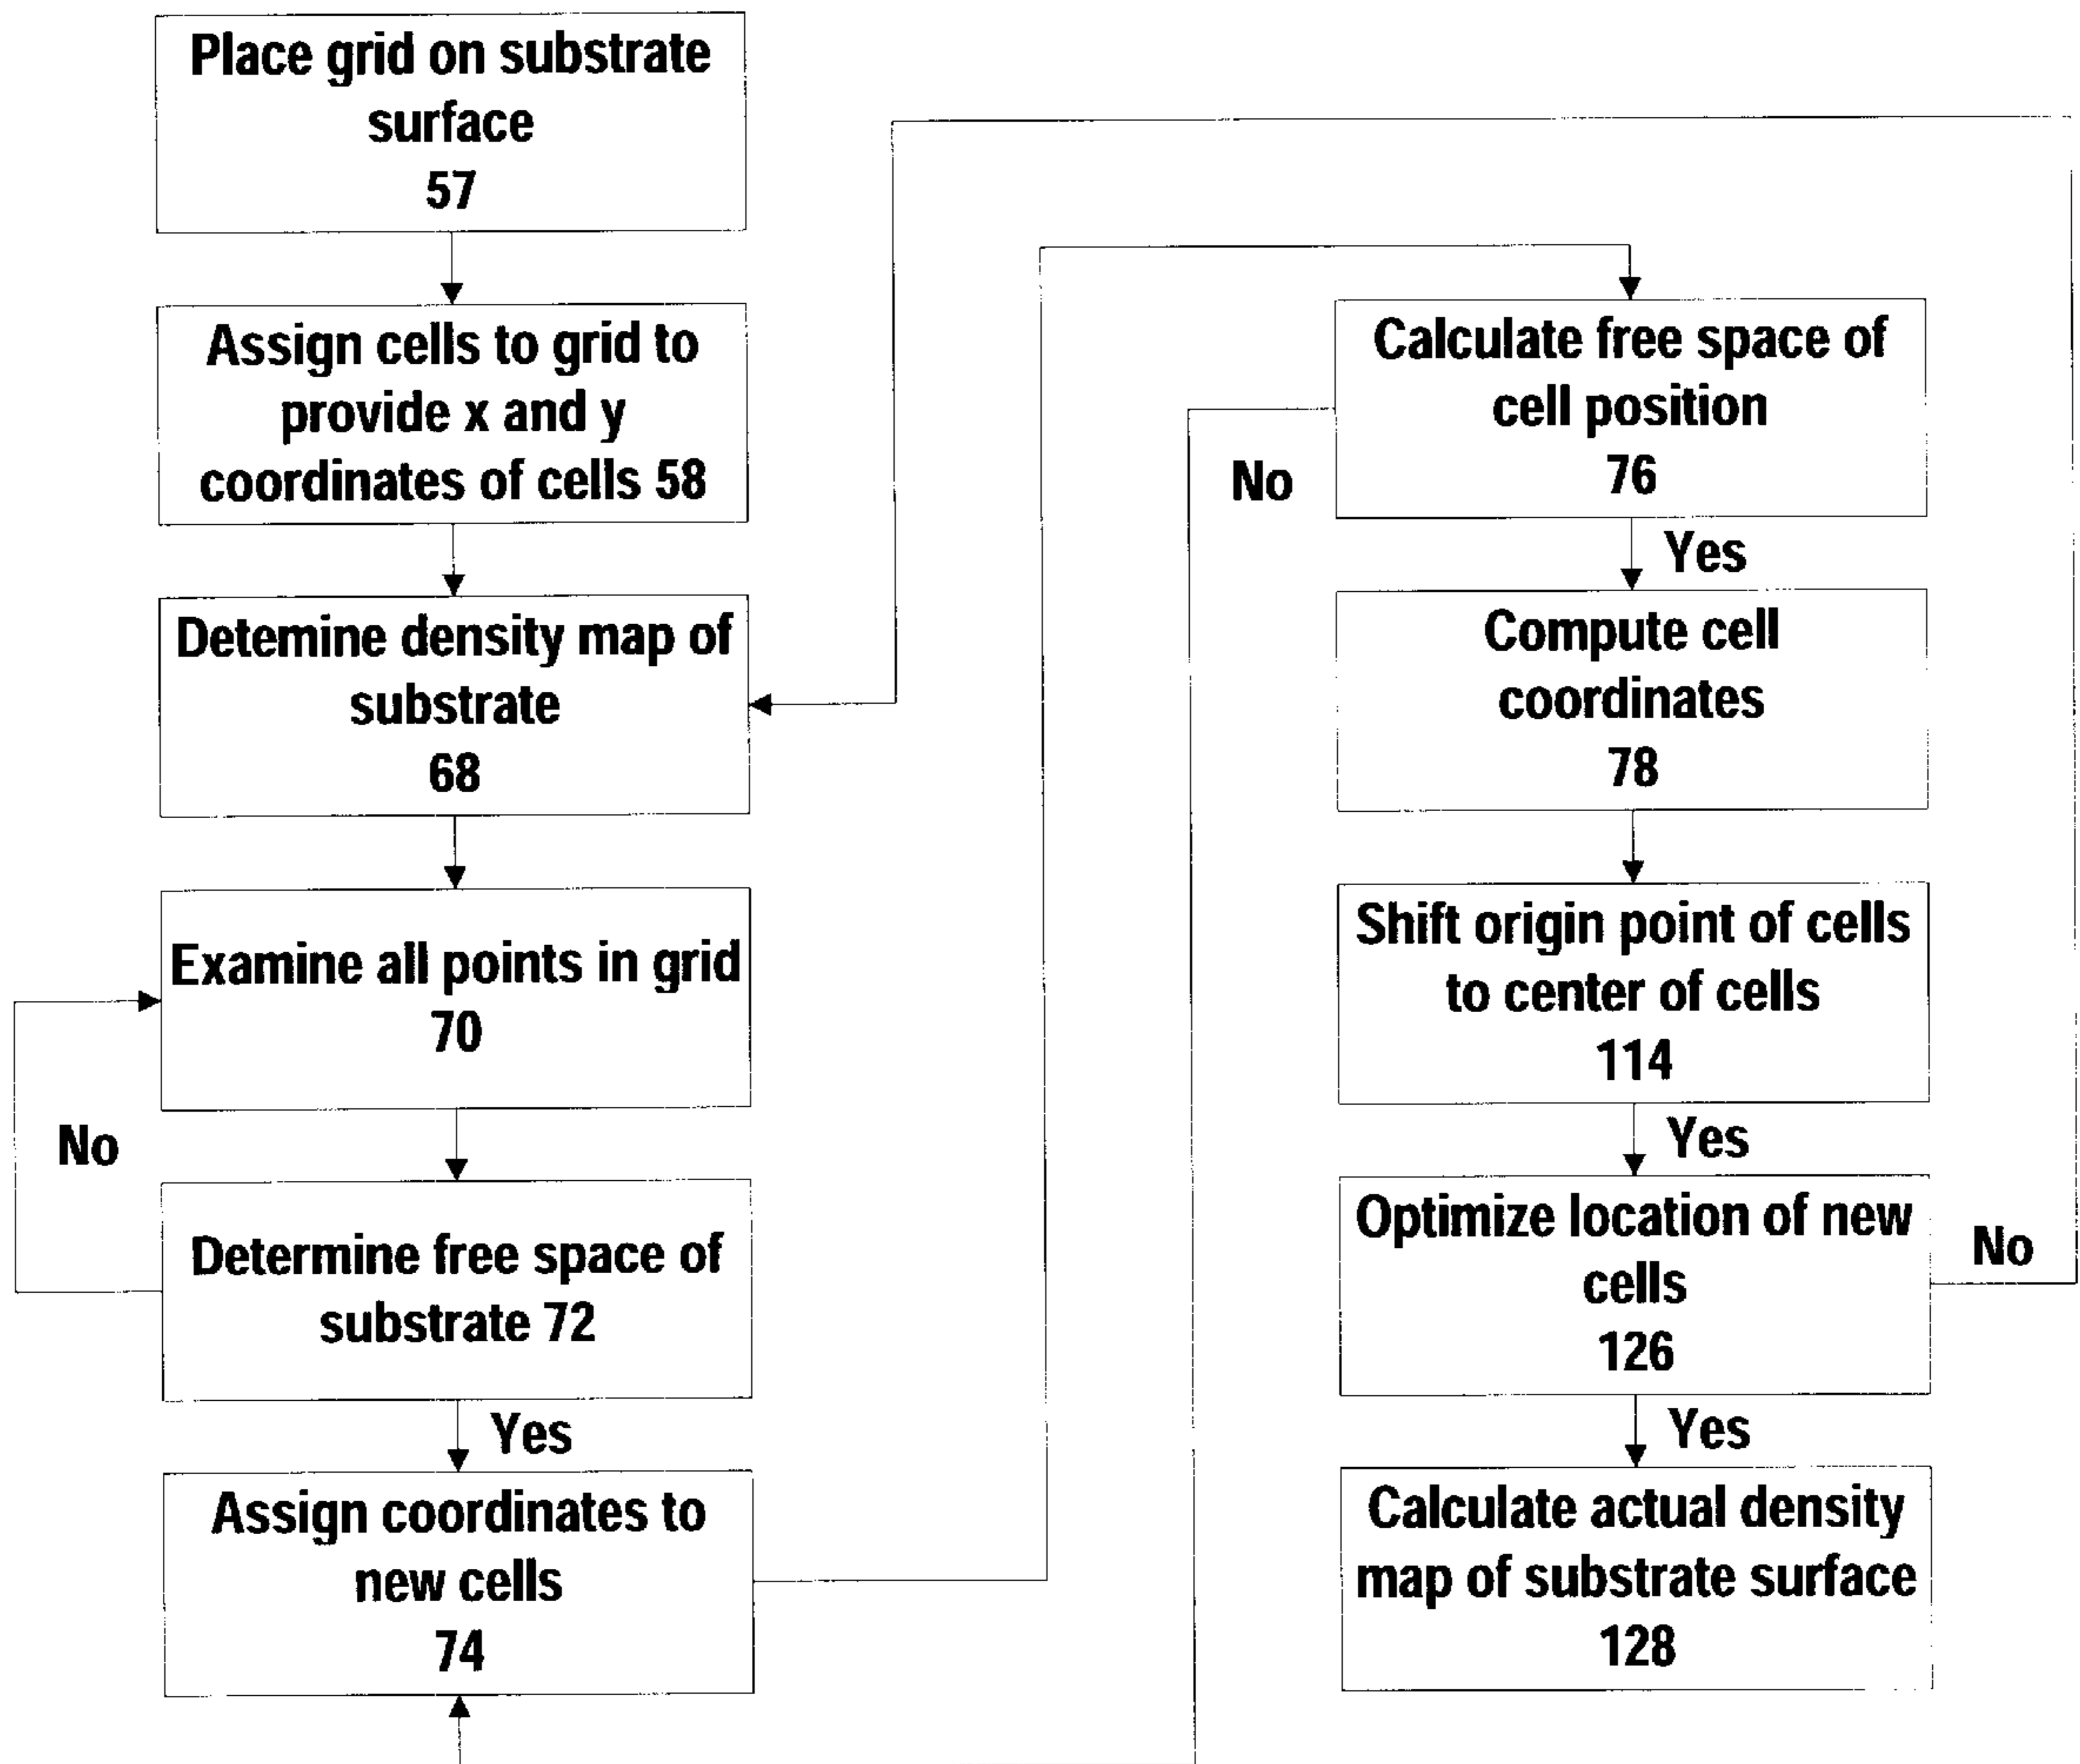 Place grid on substrate
surface
57
Assign cells to grid to
provide x and y
coordinates of cells 58
Detemine density map of
substrate
68
Examine all points in grid
70
No
Determine free space of
substrate 72
Yes
Assign coordinates to
new cells
74
Calculate free space of
cell position
76
No
Yes
Compute cell
coordinates
78
Shift origin point of cells
to center of cells
114
Yes
Optimize location of new
cells
126
No
Yes
Calculate actual density
map of substrate surface
128